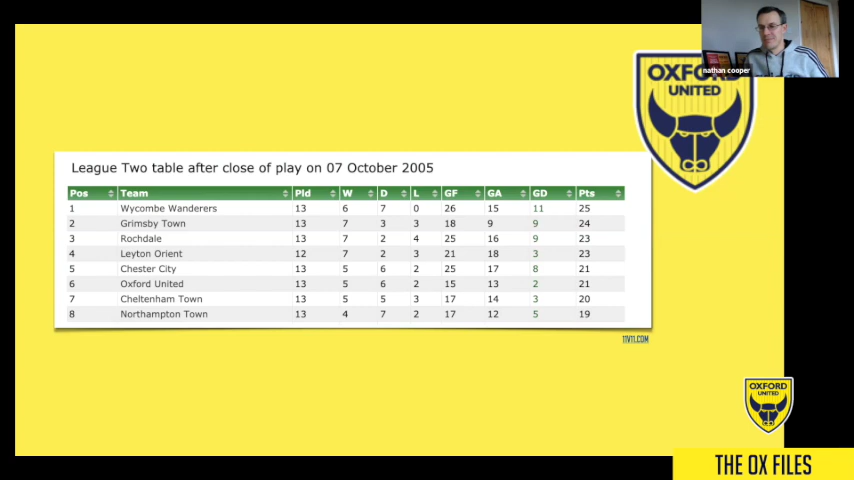 nathan cooper
OXFORD
UNITED
League Two table after close of play on 07 October 2005
Pos Team Pld W D L GF GA GD Pts
1 Wycombe Wanderers 13 6 7 0 26 15 11 25
2 Grimsby Town 13 7 3 3 18 9 9 24
3 Rochdale 13 7 2 4 25 16 9 23
4 Leyton Orient 12 7 2 3 21 18 3 23
5 Chester City 13 5 6 2 25 17 8 21
6 Oxford United 13 5 6 2 15 13 2 21
7 Cheltenham Town 13 5 5 3 17 14 3 20
8 Northampton Town 13 4 7 2 17 12 5 19
11V11.COM
OXFORD
UNITED
THE OX FILES